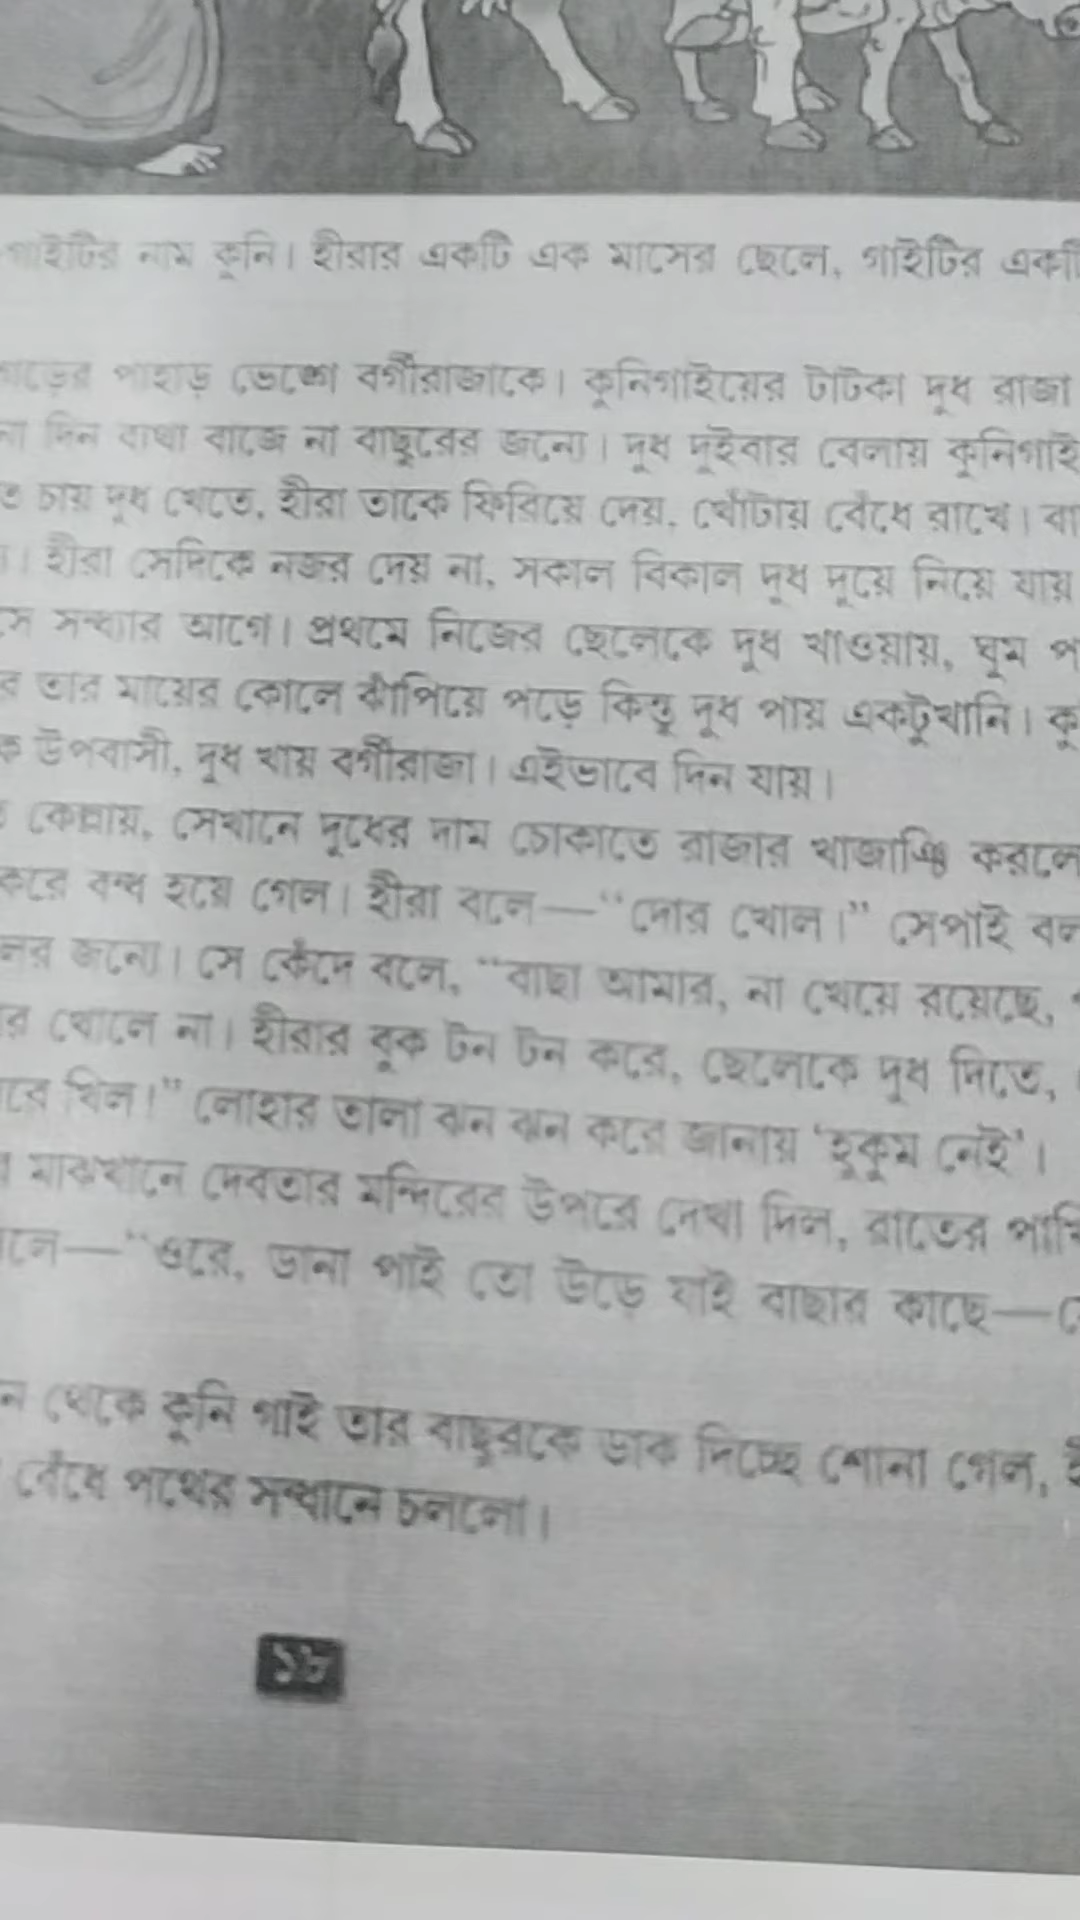 গাইটির নাম কুনি। হীরার একটি এক মাসের ছেলে, গাইটির একটি
পাহাড় ভেঙ্গে বর্গীরাজাকে। কুনিগাইয়ের টাটকা দুধ রাজা
দিন ব্যথা বাজে না বাছুরের জন্যে। দুধ দুইবার বেলায় কুনিগাই
চায় দুধ খেতে, হীরা তাকে ফিরিয়ে দেয়, খোঁটায় বেঁধে রাখে। বা
। হীরা সেদিকে নজর দেয় না, সকাল বিকাল দুধ দুয়ে নিয়ে যায়
সন্ধ্যার আগে। প্রথমে নিজের ছেলেকে দুধ খাওয়ায়, ঘুম প
র তার মায়ের কোলে ঝাঁপিয়ে পড়ে কিন্তু দুধ পায় একটুখানি। কু
ক উপবাসী, দুধ খায় বর্গীরাজা। এইভাবে দিন যায়।
কেল্লায়, সেখানে দুধের দাম চোকাতে রাজার খাজাঞ্চি করলে
করে বন্ধ হয়ে গেল। হীরা বলে—“দোর খোল।” সেপাই বল
লের জন্যে। সে কেঁদে বলে, “বাছা আমার, না খেয়ে রয়েছে,
র খোলে না। হীরার বুক টন টন করে, ছেলেকে দুধ দিতে,
রে খিল!” লোহার তালা ঝন ঝন করে জানায় ‘হুকুম নেই’।
মাঝখানে দেবতার মন্দিরের উপরে দেখা দিল, রাতের পাখি
লে—“ওরে, ডানা পাই তো উড়ে যাই বাছার কাছে—
ন থেকে কুনি গাই তার বাছুরকে ডাক দিচ্ছে শোনা গেল,
বেঁধে পথের সন্ধানে চললো।
১৮